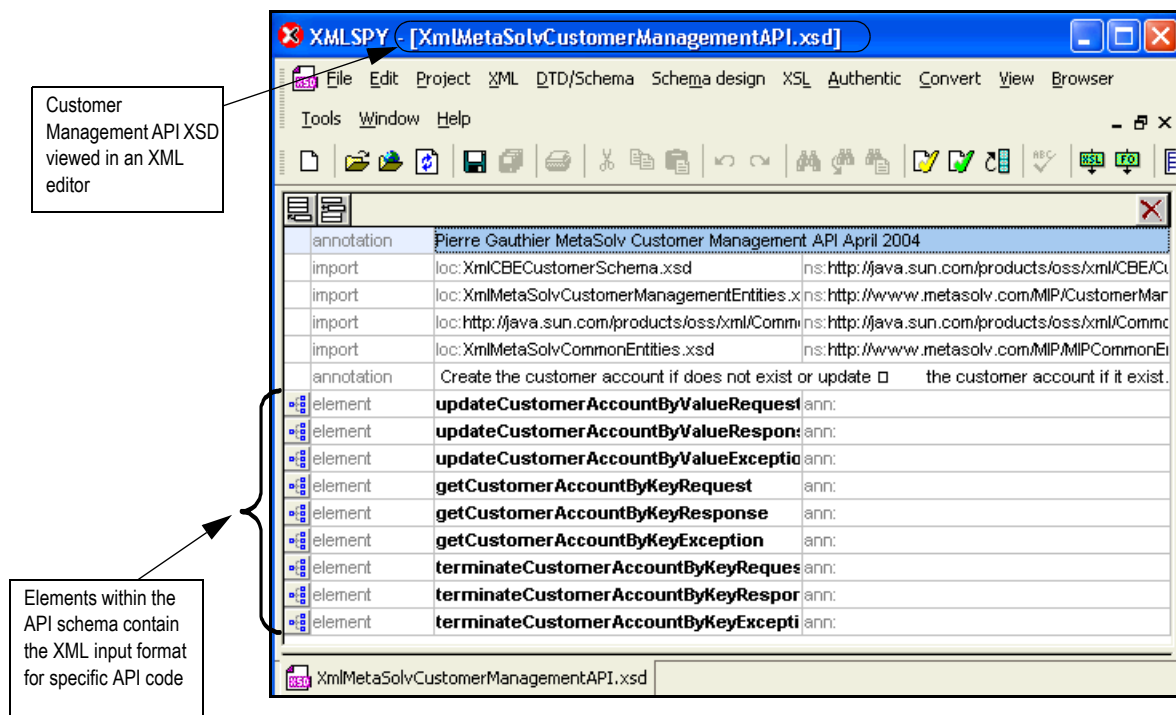 XMLSPY - [XmlMetaSolvCustomerManagementAPI.xsd]
File Edit Project XML DTD/Schema Schema design XSL Authentic Convert View Browser
Tools Window Help
Customer
Management API XSD
viewed in an XML
editor
annotation Pierre Gauthier MetaSolv Customer Management API April 2004
import loc:XmlCBECustomerSchema.xsd ns:http://java.sun.com/products/oss/xml/CBE/Cu
import loc:XmlMetaSolvCustomerManagementEntities.x ns:http://www.metasolv.com/MIP/CustomerMar
import loc:http://java.sun.com/products/oss/xml/Commo ns:http://java.sun.com/products/oss/xml/Commo
import loc:XmlMetaSolvCommonEntities.xsd ns:http://www.metasolv.com/MIP/MIPCommonEi
annotation Create the customer account if does not exist or update □ the customer account if it exist.
element updateCustomerAccountByValueRequest ann:
element updateCustomerAccountByValueRespons ann:
element updateCustomerAccountByValueExceptio ann:
element getCustomerAccountByKeyRequest ann:
element getCustomerAccountByKeyResponse ann:
element getCustomerAccountByKeyException ann:
element terminateCustomerAccountByKeyReques ann:
element terminateCustomerAccountByKeyRespor ann:
element terminateCustomerAccountByKeyExcepti ann:
Elements within the
API schema contain
the XML input format
for specific API code
XmlMetaSolvCustomerManagementAPI.xsd